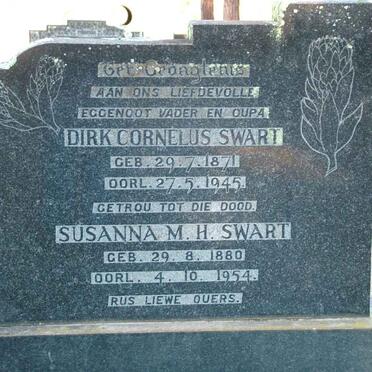 Ter Gedagtenis
AAN ONS LIEFDEVOLLE
EGGENOOT VADER EN OUPA
DIRK CORNELUS SWART
GEB. 29.7.1871
OORL. 27.5.1945.
GETROU TOT DIE DOOD.
SUSANNA M.H. SWART
GEB. 29. 8. 1880
OORL. 4. 10. 1954.
RUS LIEWE OUERS.